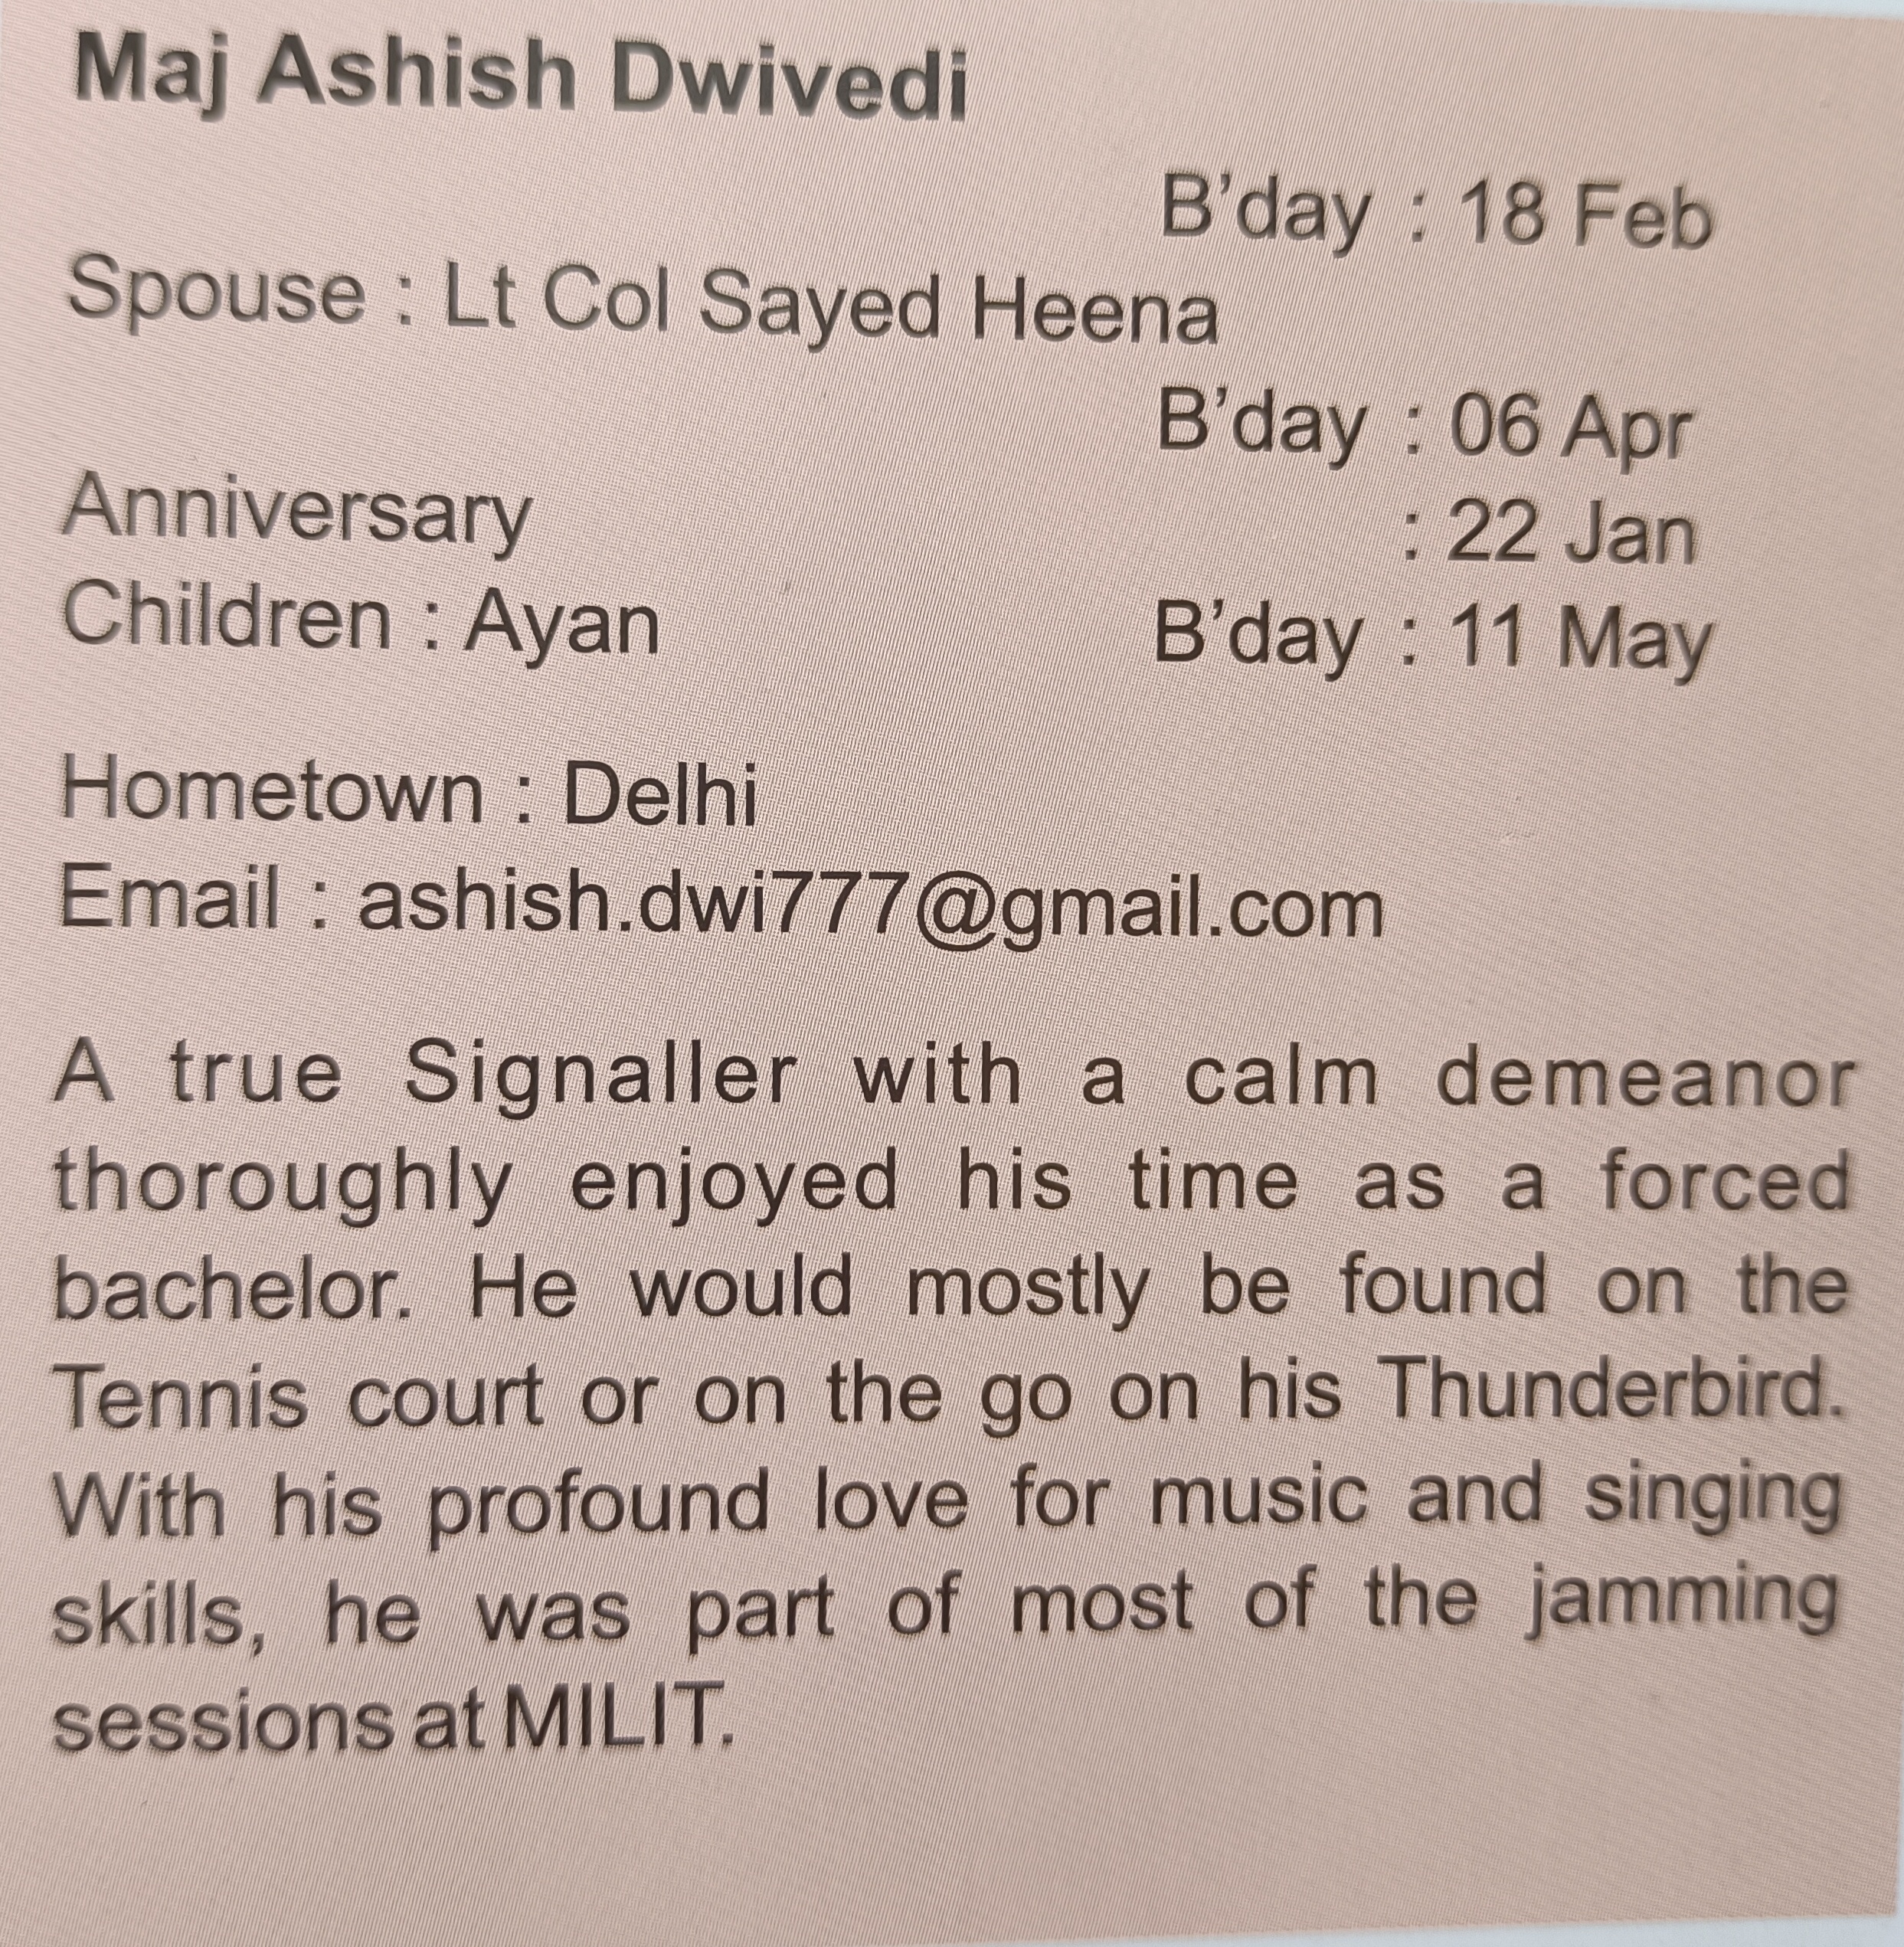 Maj Ashish Dwivedi
B’day : 18 Feb
Spouse : Lt Col Sayed Heena
B’day : 06 Apr
Anniversary : 22 Jan
Children : Ayan B’day : 11 May
Hometown : Delhi
Email : ashish.dwi777@gmail.com
A true Signaller with a calm demeanor
thoroughly enjoyed his time as a forced
bachelor. He would mostly be found on the
Tennis court or on the go on his Thunderbird.
With his profound love for music and singing
skills, he was part of most of the jamming
sessions at MILIT.